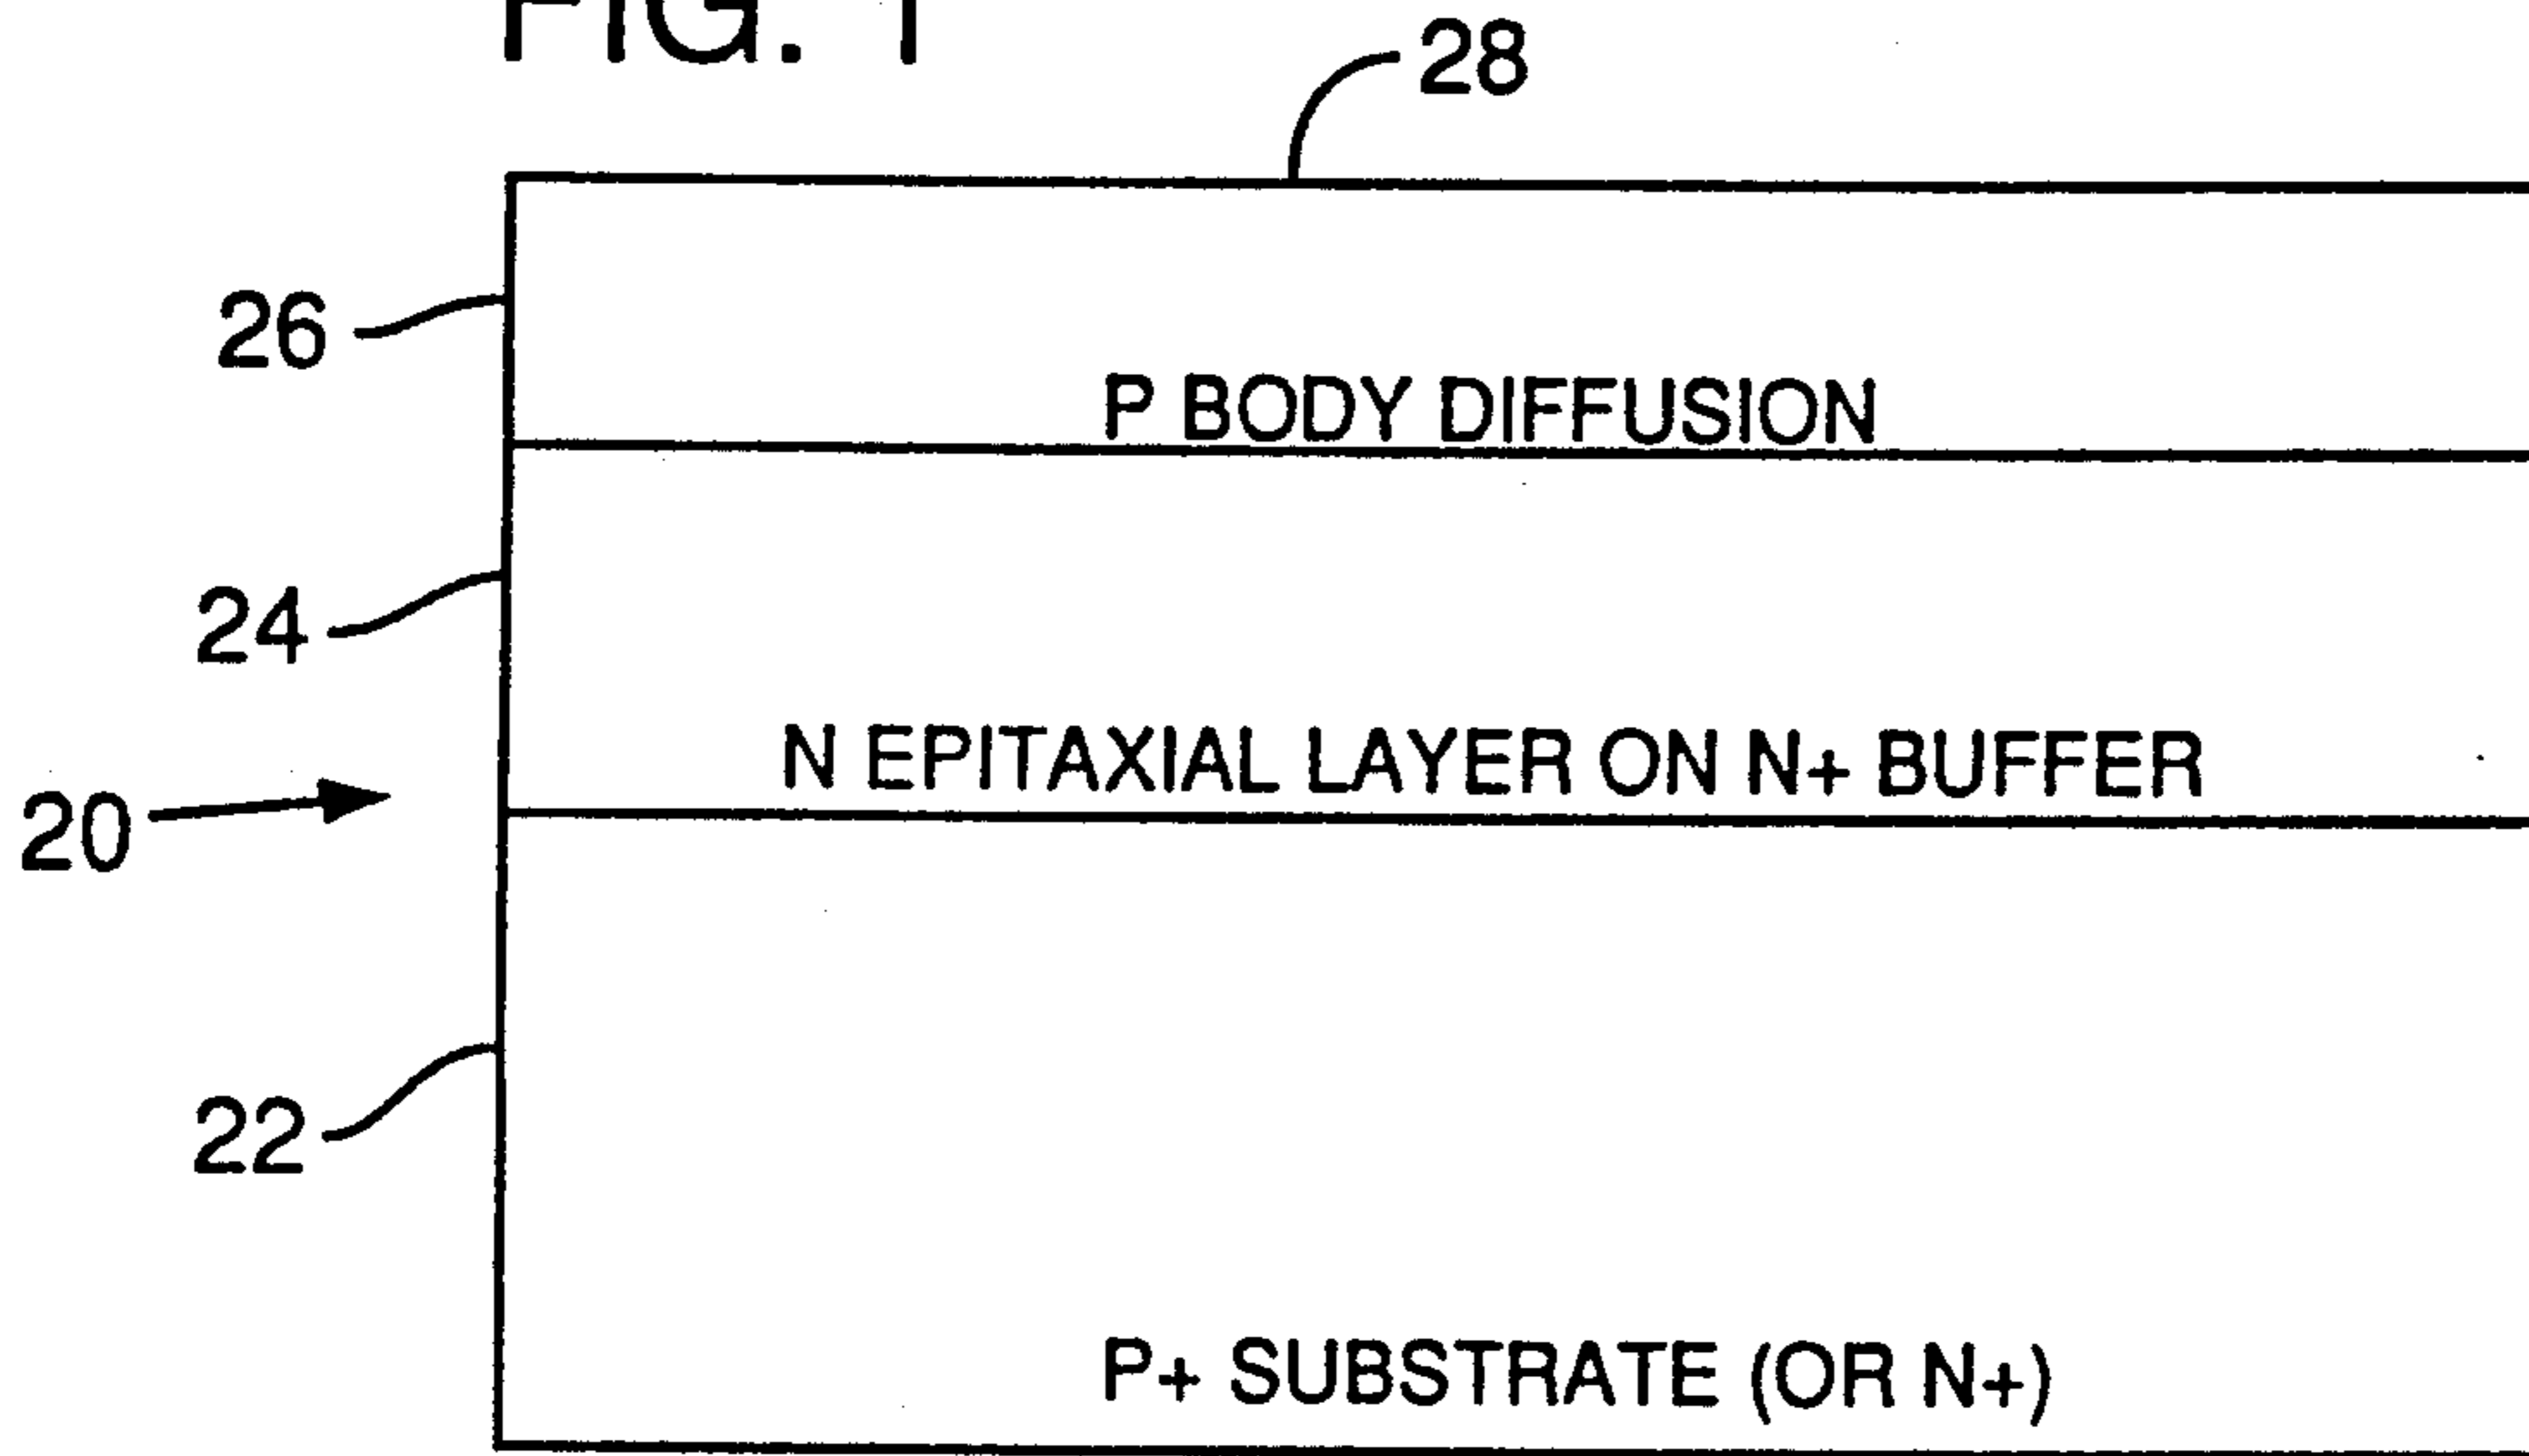 FIG. 1
28
26
P BODY DIFFUSION
24
N EPITAXIAL LAYER ON N+ BUFFER
20
22
P+ SUBSTRATE (OR N+)